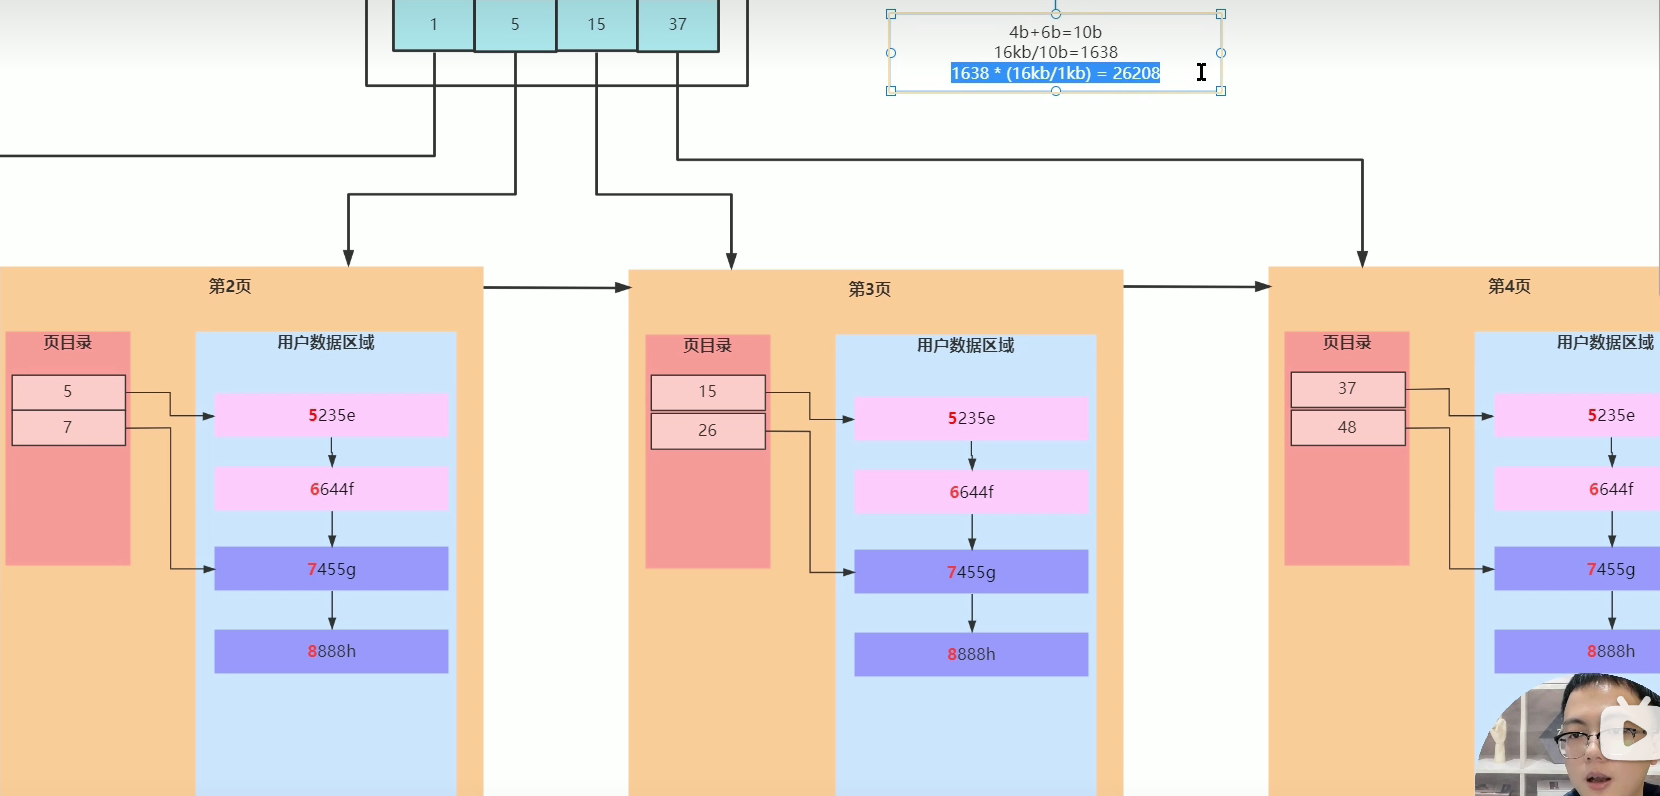 1
5
15
37
4b+6b=10b
16kb/10b=1638
1638 * (16kb/1kb) = 26208
第2页
页目录
用户数据区域
5
7
5235e
6644f
7455g
8888h
第3页
页目录
用户数据区域
15
26
5235e
6644f
7455g
8888h
第4页
页目录
用户数据区域
37
48
5235e
6644f
7455g
8888h